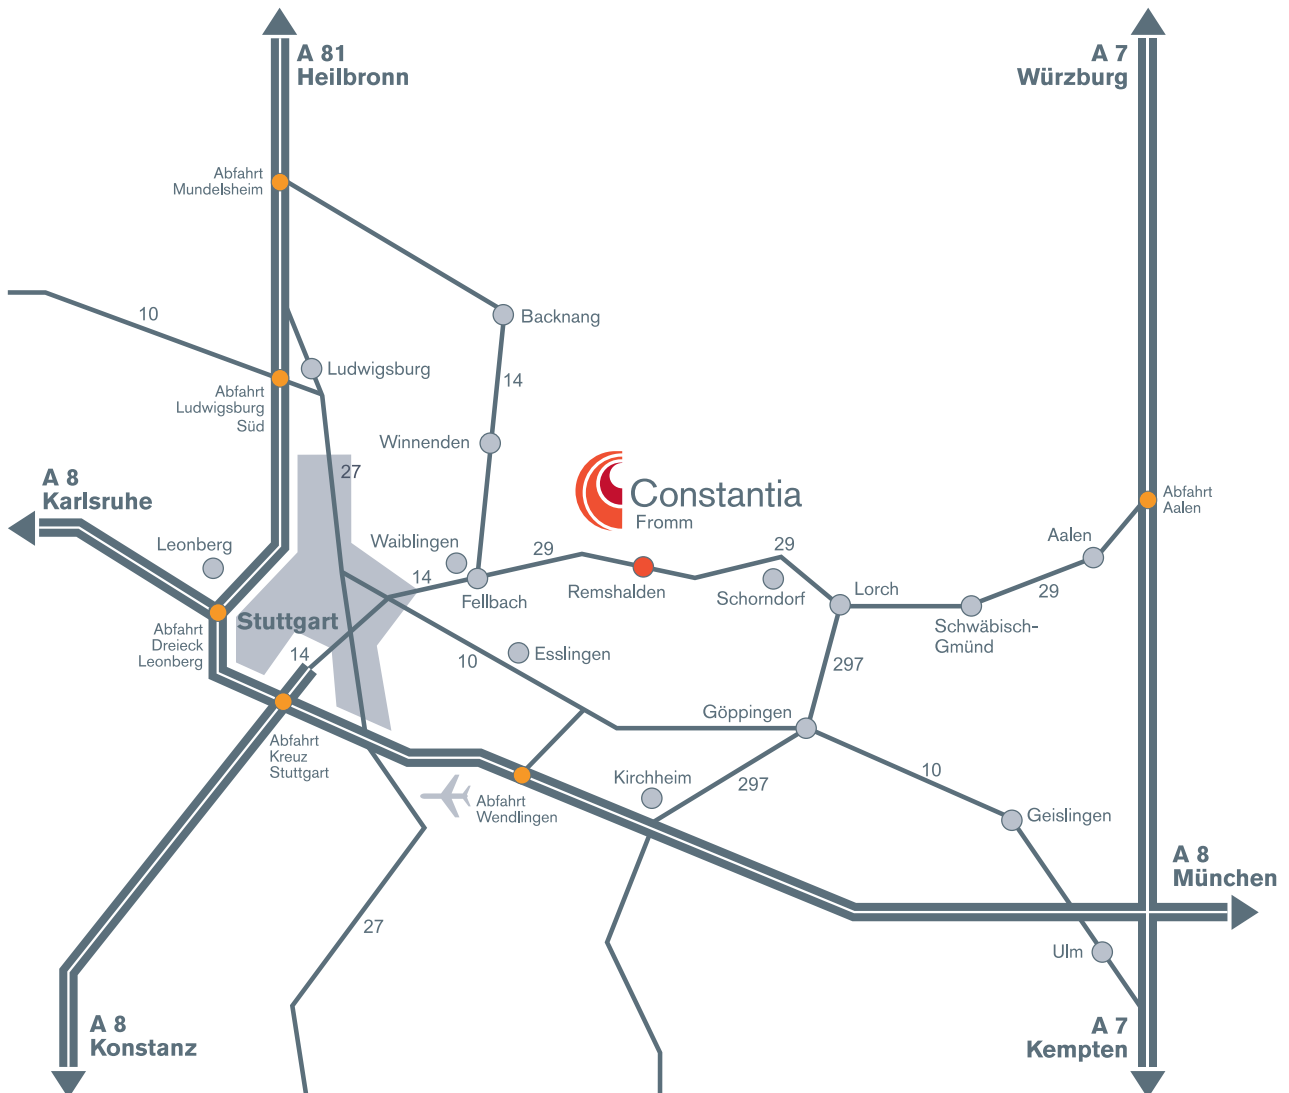 A 81
Heilbronn
A 7
Würzburg
Abfahrt
Mundelsheim
10
Backnang
Ludwigsburg
14
Abfahrt
Ludwigsburg
Süd
Winnenden
27
A 8
Karlsruhe
Constantia
Fromm
Abfahrt
Aalen
Leonberg
Waiblingen
29
29
Aalen
14
Remshalden
Schorndorf
Lorch
29
Fellbach
Stuttgart
Abfahrt
Dreieck
Leonberg
Schwäbisch-
Gmünd
14
10
Esslingen
297
Göppingen
Abfahrt
Kreuz
Stuttgart
Kirchheim
297
10
Abfahrt
Wendlingen
Geislingen
A 8
München
27
Ulm
A 8
Konstanz
A 7
Kempten